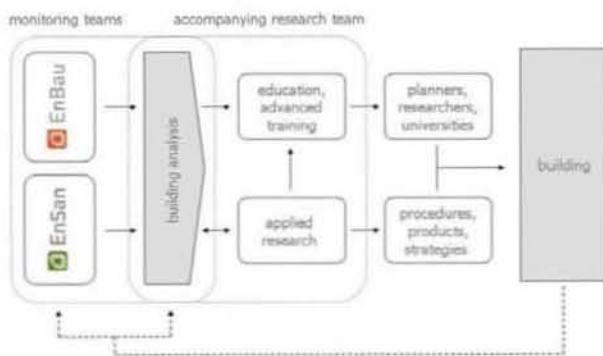 monitoring teams
accompanying research team
EnBau
EnSan
building analysis
education,
advanced
training
applied
research
planners,
researchers,
universities
procedures,
products,
strategies
building